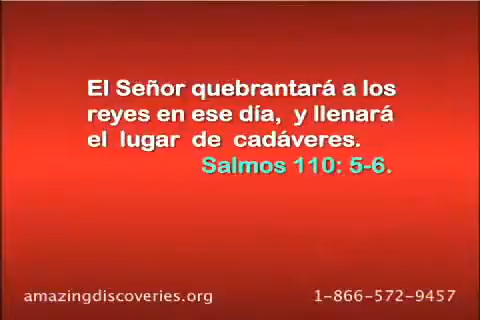 El Señor quebrantará a los
reyes en ese día, y llenará
el lugar de cadáveres.
Salmos 110: 5-6.
amazingdiscoveries.org 1-866-572-9457